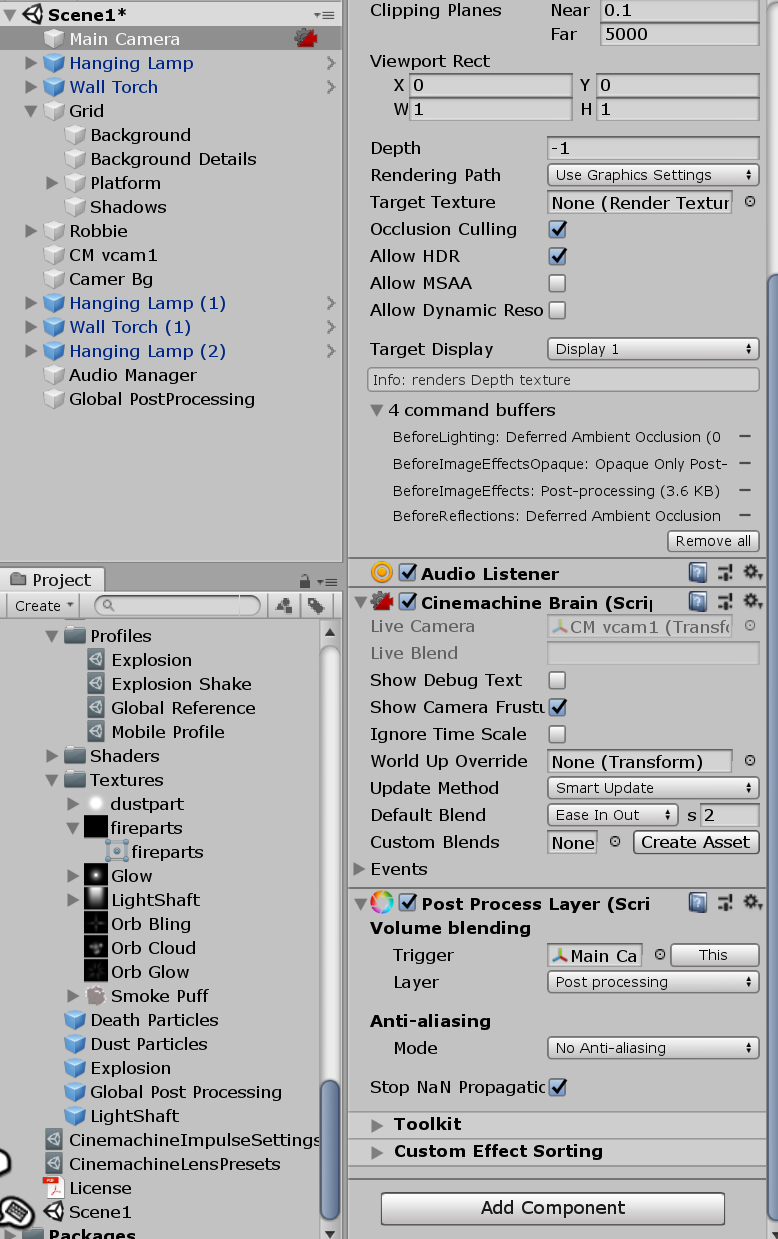 Scene1*
Main Camera
Hanging Lamp
Wall Torch
Grid
Background
Background Details
Platform
Shadows
Robbie
CM vcam1
Camer Bg
Hanging Lamp (1)
Wall Torch (1)
Hanging Lamp (2)
Audio Manager
Global PostProcessing
Project
Create
Profiles
Explosion
Explosion Shake
Global Reference
Mobile Profile
Shaders
Textures
dustpart
fireparts
fireparts
Glow
LightShaft
Orb Bling
Orb Cloud
Orb Glow
Smoke Puff
Death Particles
Dust Particles
Explosion
Global Post Processing
LightShaft
CinemachineImpulseSettings
CinemachineLensPresets
License
Scene1
Packages
Clipping Planes Near 0.1
Far 5000
Viewport Rect
X 0 Y 0
W 1 H 1
Depth -1
Rendering Path Use Graphics Settings
Target Texture None (Render Textur
Occlusion Culling
Allow HDR
Allow MSAA
Allow Dynamic Reso
Target Display Display 1
Info: renders Depth texture
4 command buffers
BeforeLighting: Deferred Ambient Occlusion (0
BeforeImageEffectsOpaque: Opaque Only Post-
BeforeImageEffects: Post-processing (3.6 KB)
BeforeReflections: Deferred Ambient Occlusion
Remove all
Audio Listener
Cinemachine Brain (Scrip
Live Camera CM vcam1 (Transf
Live Blend
Show Debug Text
Show Camera Frustu
Ignore Time Scale
World Up Override None (Transform)
Update Method Smart Update
Default Blend Ease In Out s 2
Custom Blends None Create Asset
Events
Post Process Layer (Scri
Volume blending
Trigger Main Ca This
Layer Post processing
Anti-aliasing
Mode No Anti-aliasing
Stop NaN Propagatic
Toolkit
Custom Effect Sorting
Add Component